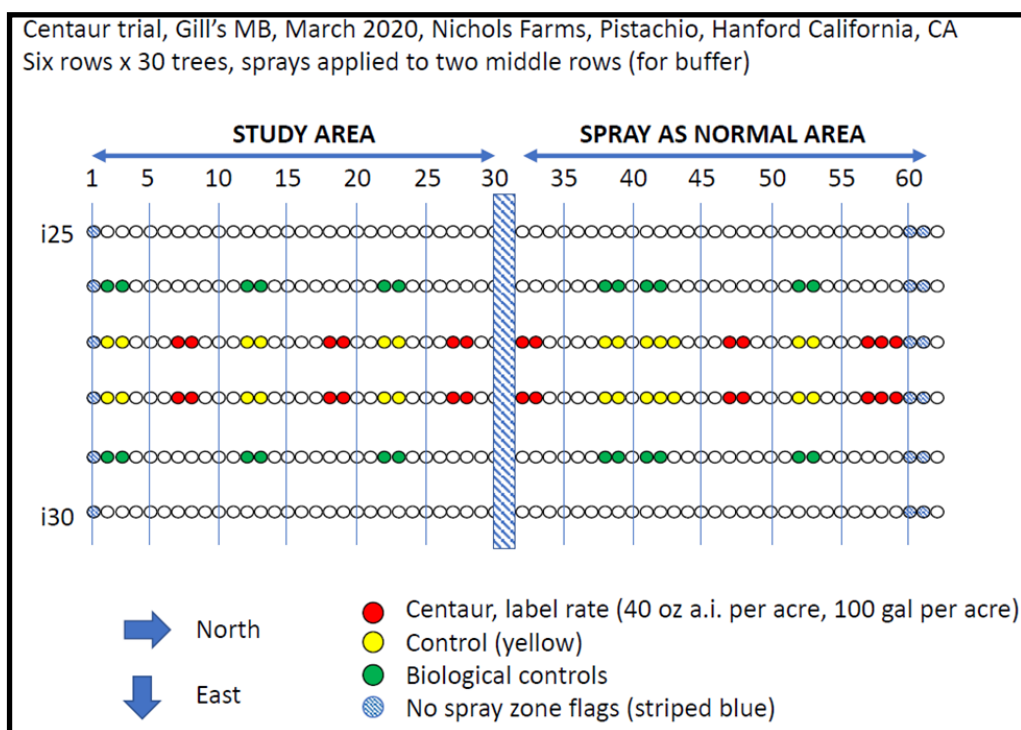 Centaur trial, Gill's MB, March 2020, Nichols Farms, Pistachio, Hanford California, CA
Six rows x 30 trees, sprays applied to two middle rows (for buffer)
STUDY AREA SPRAY AS NORMAL AREA
1 5 10 15 20 25 30 35 40 45 50 55 60
i25
i30
North
East
Centaur, label rate (40 oz a.i. per acre, 100 gal per acre)
Control (yellow)
Biological controls
No spray zone flags (striped blue)